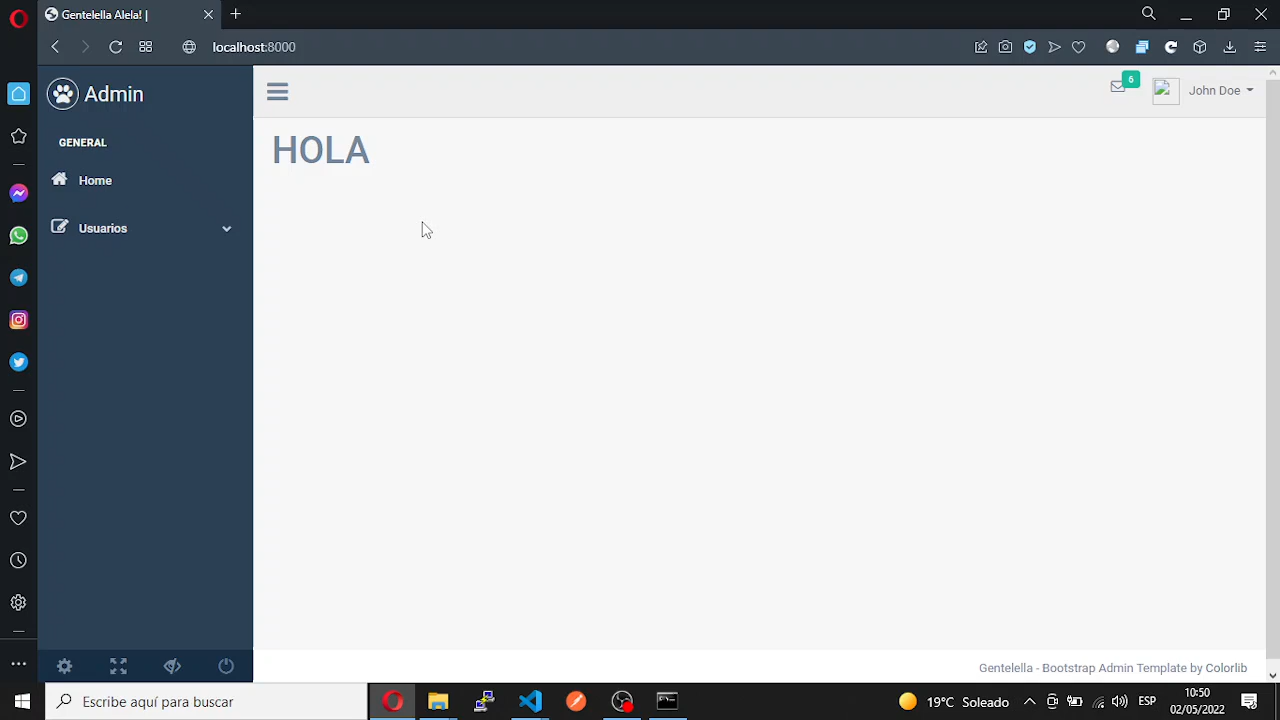 Gentella Alela! |
localhost:8000
Admin
6
John Doe
GENERAL
HOLA
Home
Usuarios
Gentelella - Bootstrap Admin Template by Colorlib
Escribe aquí para buscar
19°C Soleado
ESP
10:50
02/05/2022